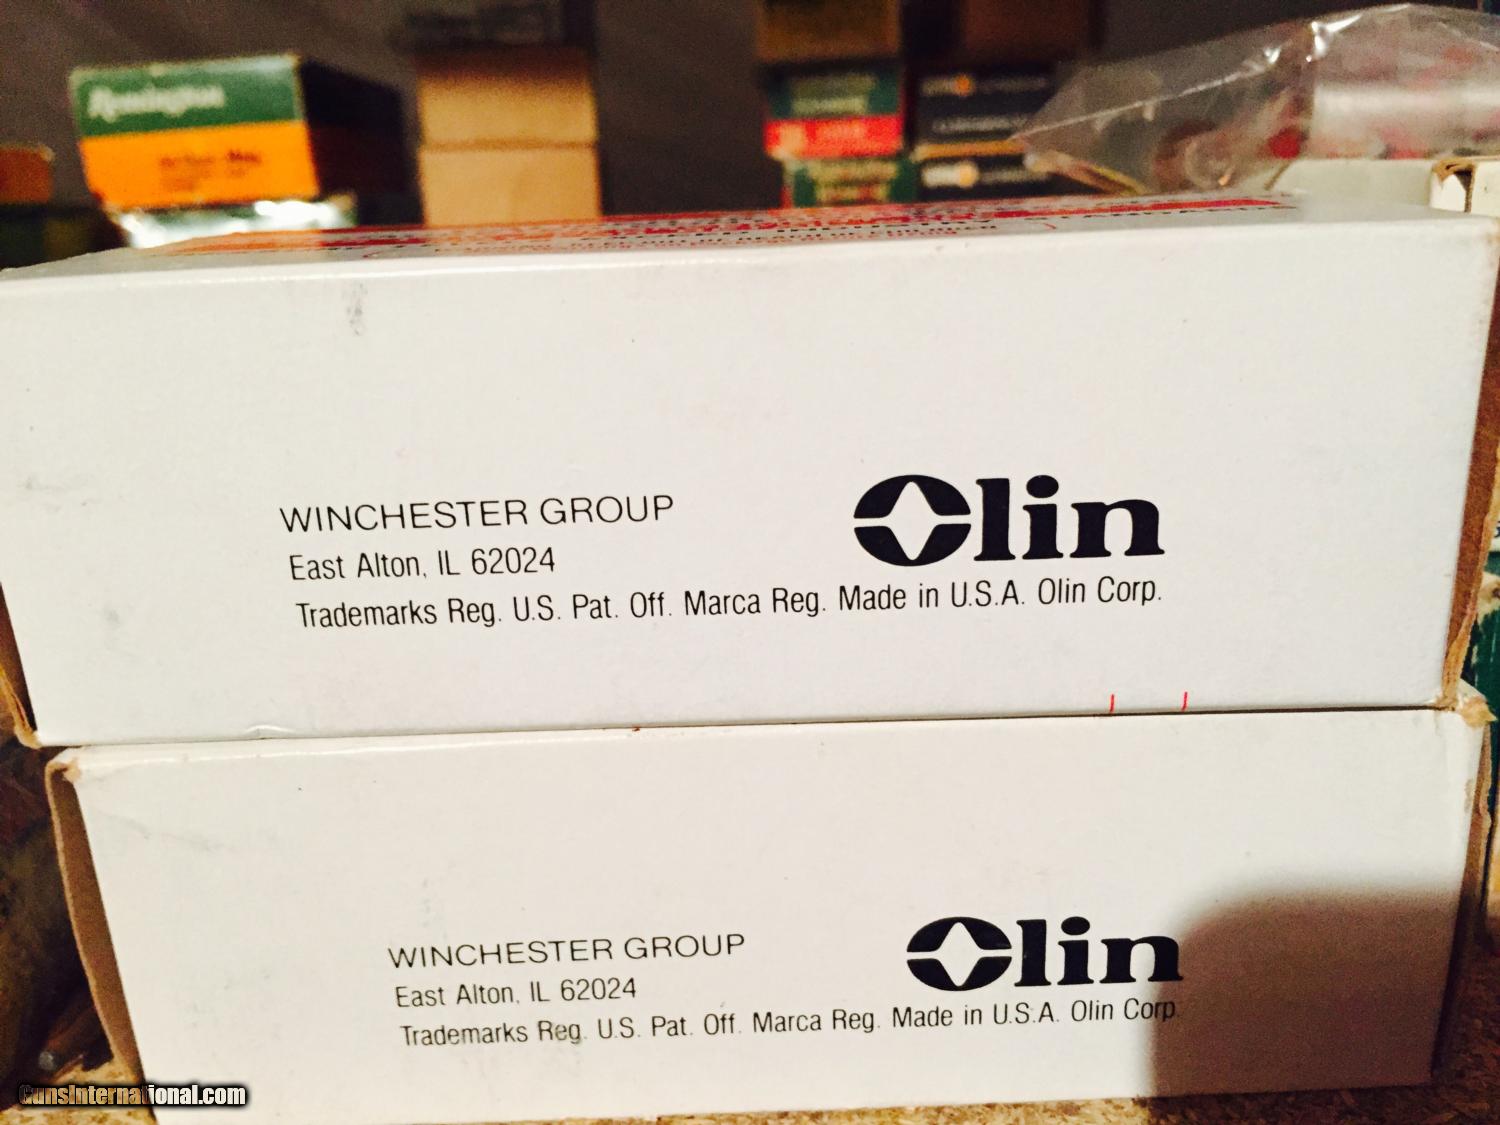 Remington
WINCHESTER GROUP
Olin
East Alton, IL 62024
Trademarks Reg. U.S. Pat. Off. Marca Reg. Made in U.S.A. Olin Corp.
WINCHESTER GROUP
Olin
East Alton, IL 62024
Trademarks Reg. U.S. Pat. Off. Marca Reg. Made in U.S.A. Olin Corp.
GunsInternational.com